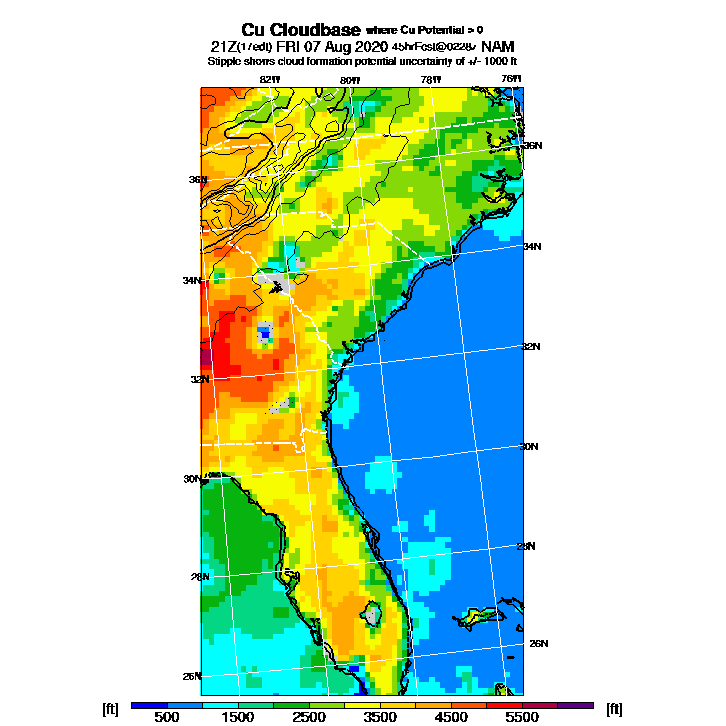 Cu Cloudbase where Cu Potential > 0
21Z(17edt) FRI 07 Aug 2020 45hrFcst@0228z NAM
Stipple shows cloud formation potential uncertainty of +/- 1000 ft
82W 80W 78W 76W
36N
36N
34N
34N
32N
32N
30N
30N
28N
28N
26N
26N
[ft] 500 1500 2500 3500 4500 5500 [ft]